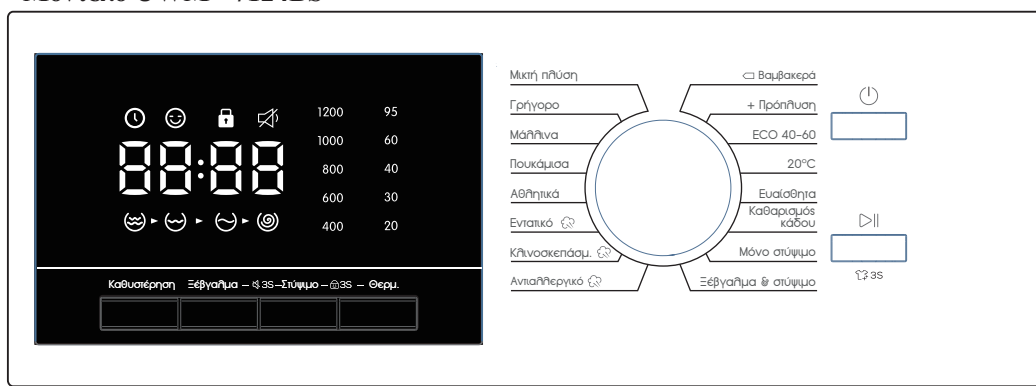 1200 95
1000 60
88:88
800 40
600 30
400 20
Καθυστέρηση Ξέβγαλμα – 3S–Στύψιμο – 3S – Θερμ.
Μικτή πλύση
Γρήγορο
Μάλλινα
Πουκάμισα
Αθλητικά
Εντατικό
Κλινοσκεπάσμ.
Αντιαλλεργικό
Βαμβακερά
+ Πρόπλυση
ECO 40-60
20°C
Ευαίσθητα
Καθαρισμός
κάδου
Μόνο στύψιμο
Ξέβγαλμα & στύψιμο
3S